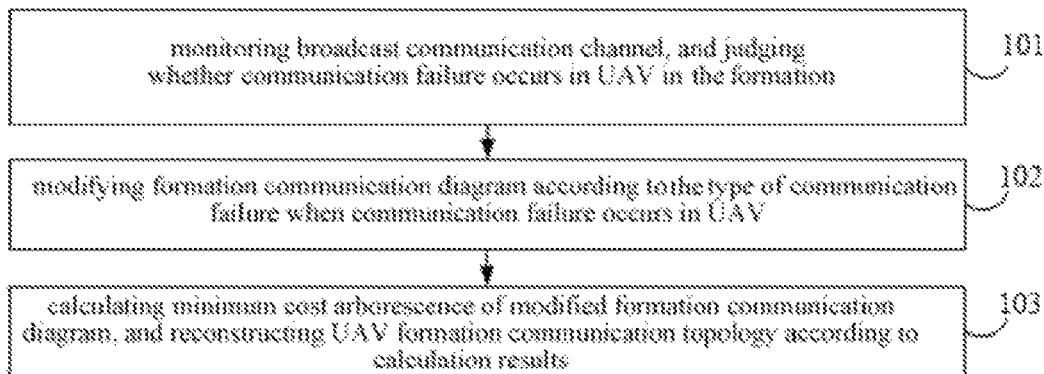 monitoring broadcast communication channel, and judging
whether communication failure occurs in UAV in the formation
101
modifying formation communication diagram according to the type of communication
failure when communication failure occurs in UAV
102
calculating minimum cost arborescence of modified formation communication
diagram, and reconstructing UAV formation communication topology according to
calculation results
103